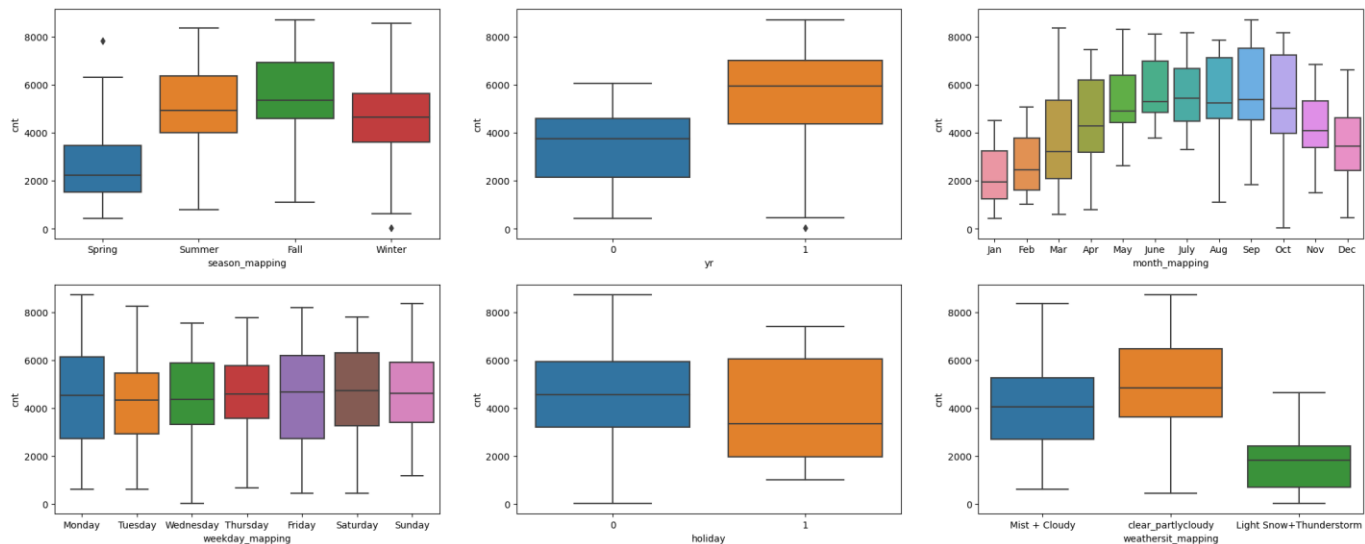 8000
6000
4000
2000
0
cnt
Spring Summer Fall Winter
season_mapping
8000
6000
4000
2000
0
cnt
0 1
yr
8000
6000
4000
2000
0
cnt
Jan Feb Mar Apr May June July Aug Sep Oct Nov Dec
month_mapping
8000
6000
4000
2000
0
cnt
Monday Tuesday Wednesday Thursday Friday Saturday Sunday
weekday_mapping
8000
6000
4000
2000
0
cnt
0 1
holiday
8000
6000
4000
2000
0
cnt
Mist + Cloudy clear_partlycloudy Light Snow+Thunderstorm
weathersit_mapping